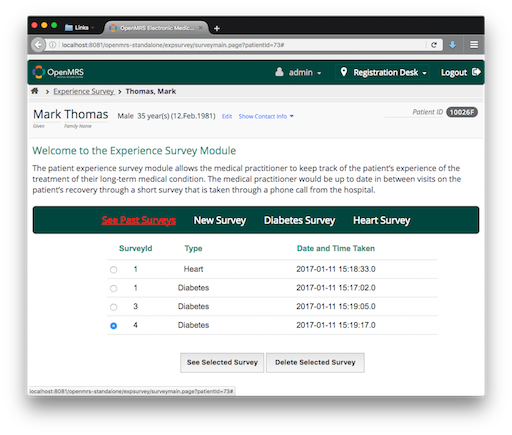 Links
OpenMRS Electronic Medic...
localhost:8081/openmrs-standalone/expsurvey/surveymain.page?patientid=73#
OpenMRS
admin
Registration Desk
Logout
Experience Survey
Thomas, Mark
Mark Thomas
Given
Family Name
Male 35 year(s) (12.Feb.1981)
Edit
Show Contact Info
Patient ID
10026F
Welcome to the Experience Survey Module
The patient experience survey module allows the medical practitioner to keep track of the patient's experience of the
treatment of their long-term medical condition. The medical practitioner would be up to date in between visits on the
patient's recovery through a short survey that is taken through a phone call from the hospital.
See Past Surveys
New Survey
Diabetes Survey
Heart Survey
SurveyId Type Date and Time Taken
1 Heart 2017-01-11 15:18:33.0
1 Diabetes 2017-01-11 15:17:02.0
3 Diabetes 2017-01-11 15:19:05.0
4 Diabetes 2017-01-11 15:19:17.0
See Selected Survey
Delete Selected Survey
localhost:8081/openmrs-standalone/expsurvey/surveymain.page?patientId=73#